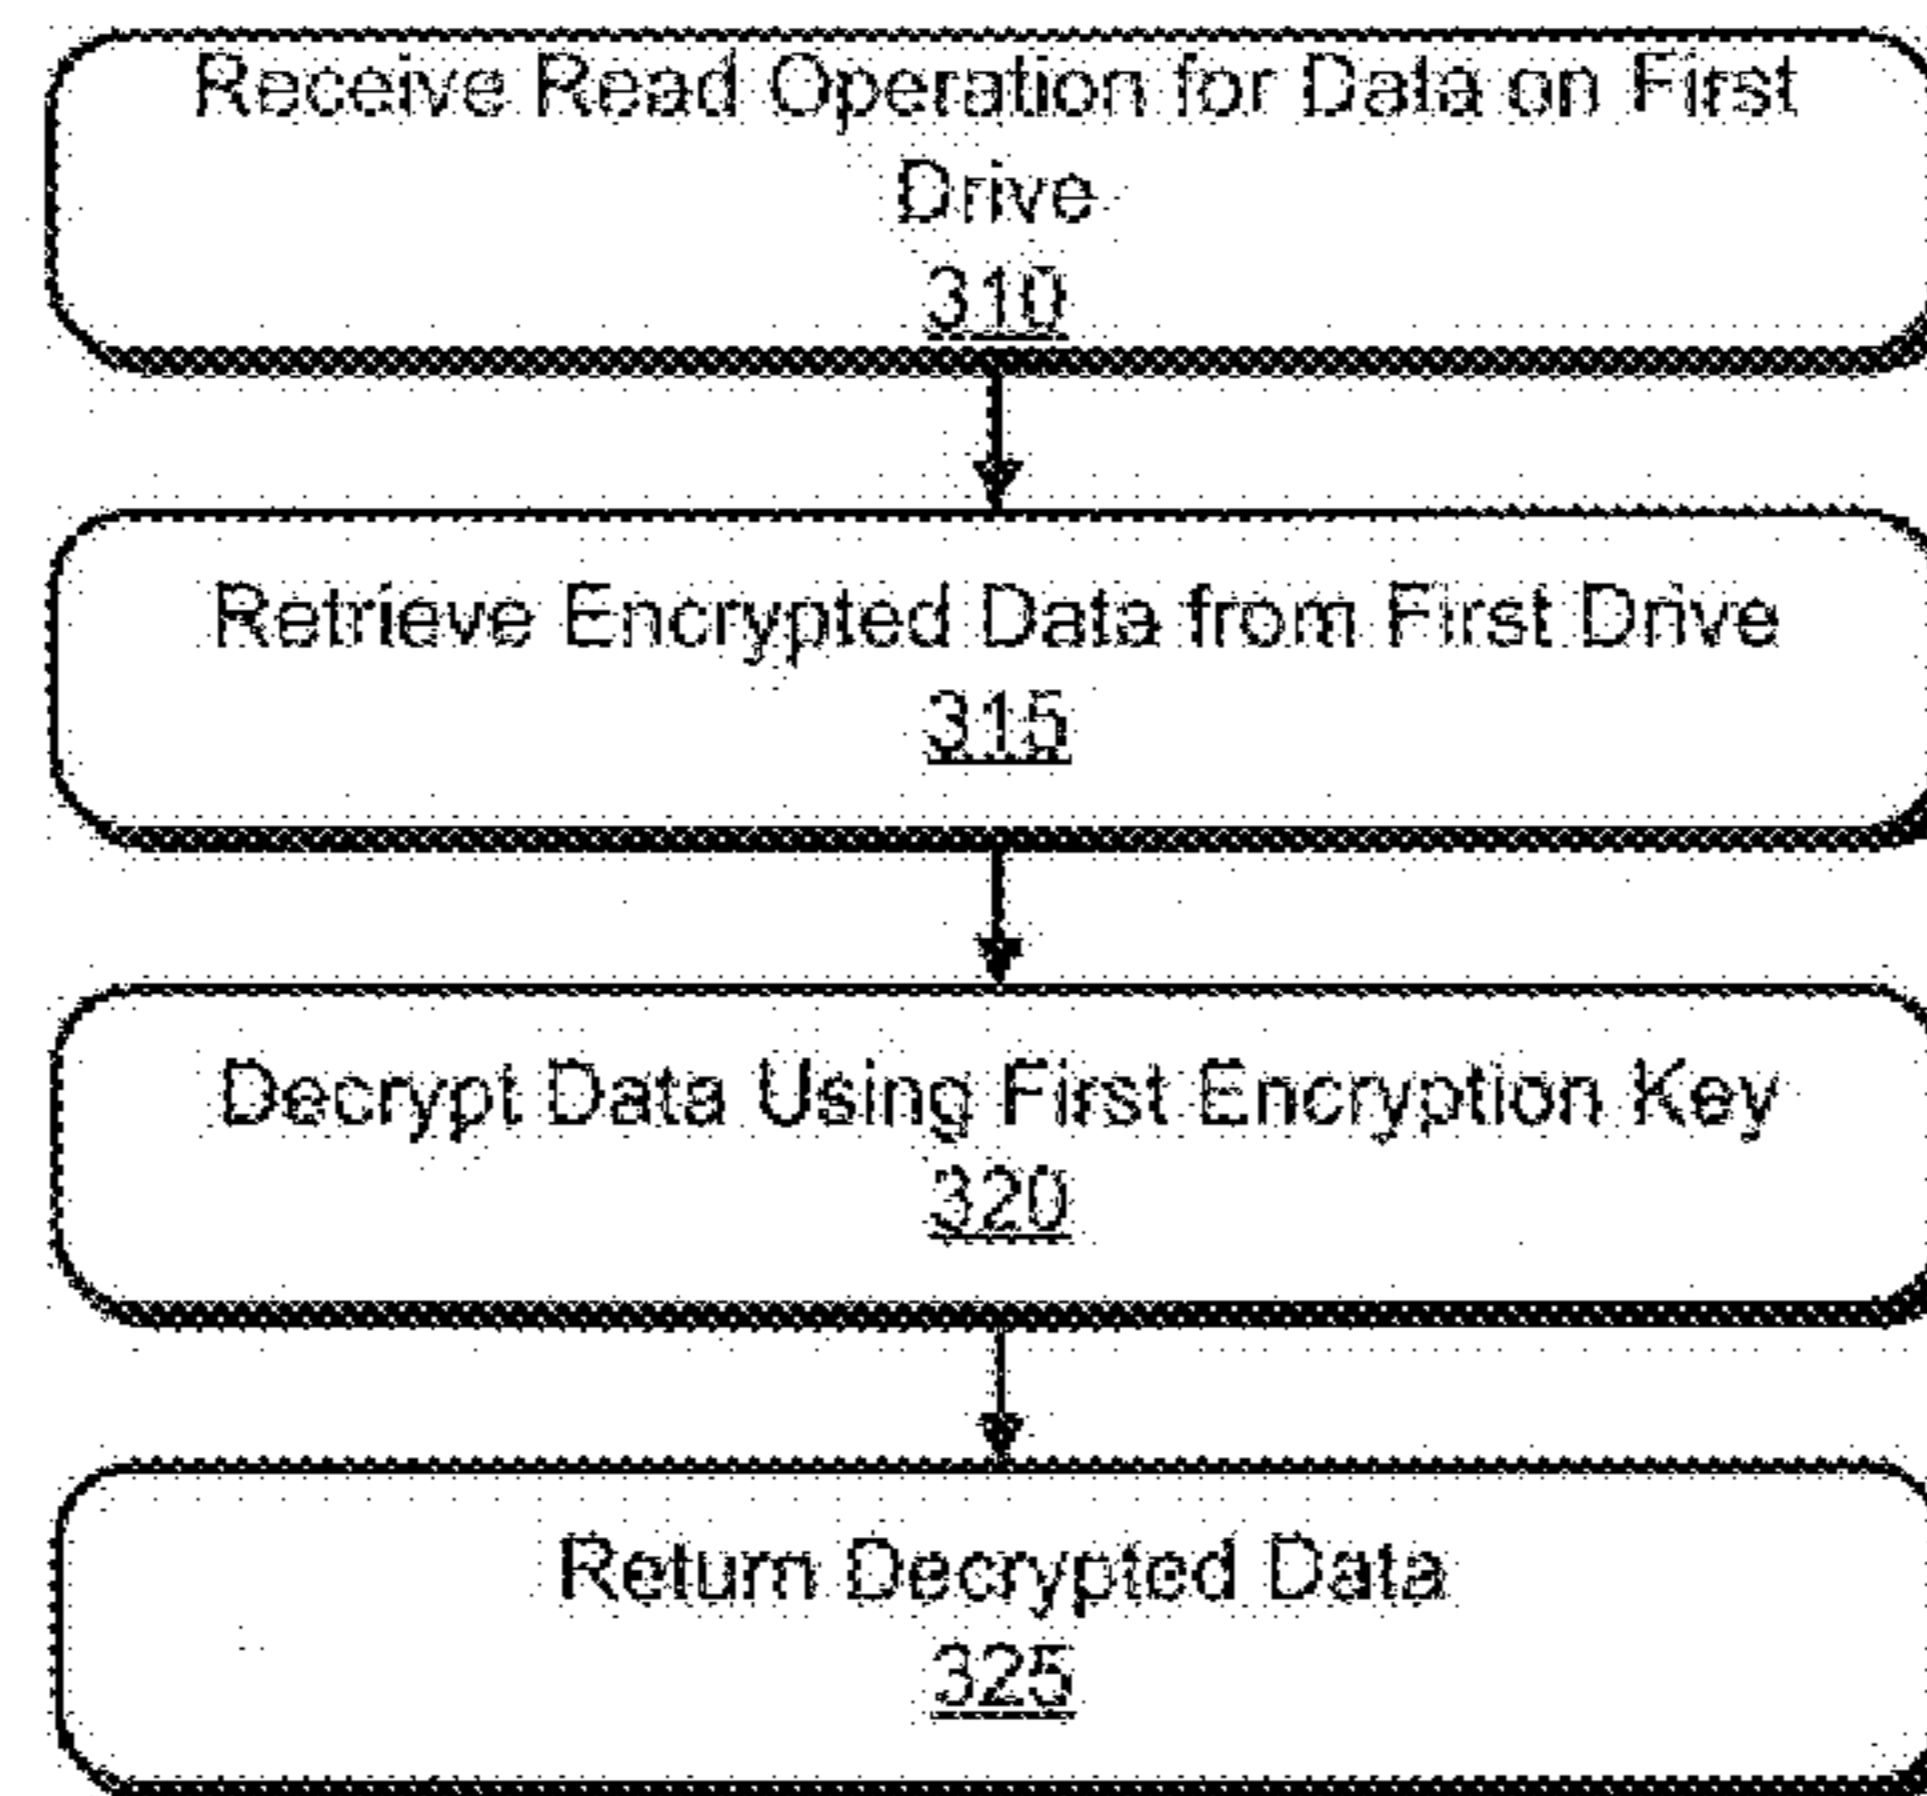 Receive Read Operation for Data on First
Drive
310
Retrieve Encrypted Data from First Drive
315
Decrypt Data Using First Encryption Key
320
Return Decrypted Data
325